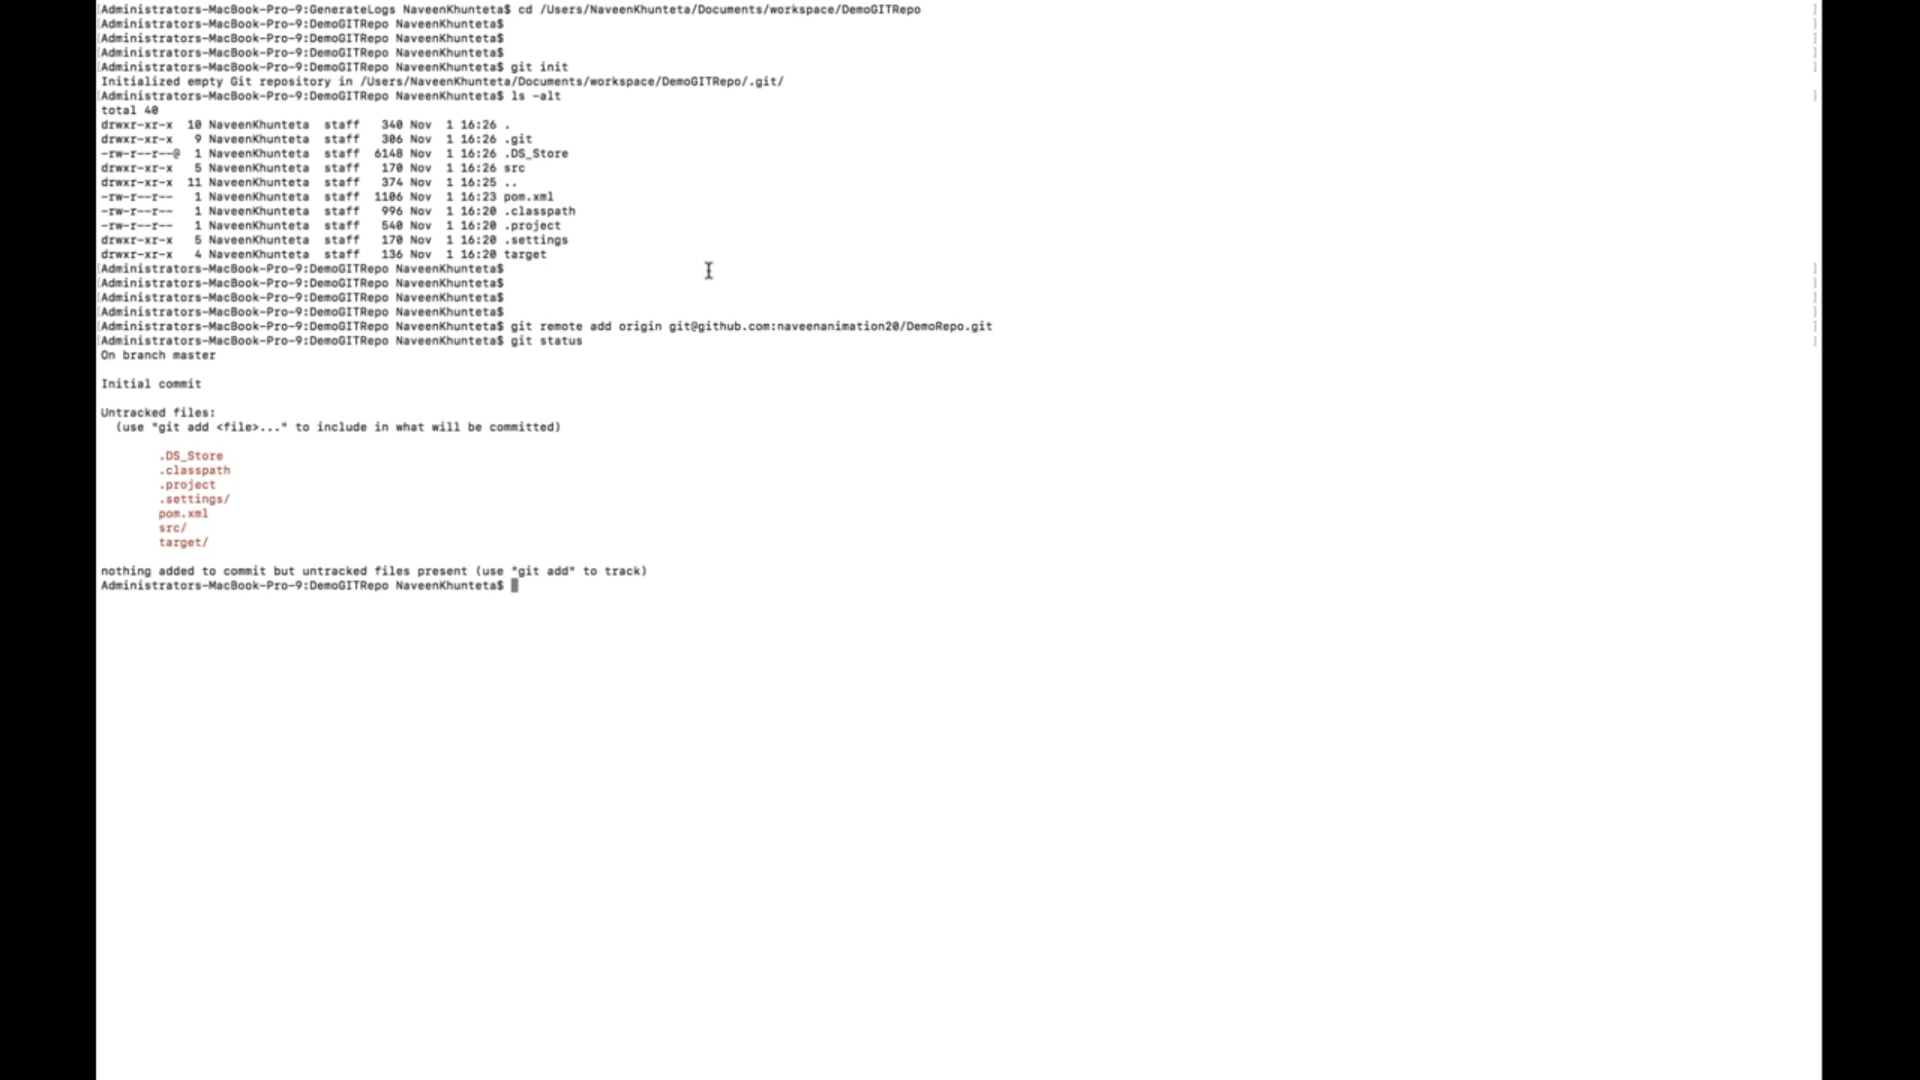 [Administrators-MacBook-Pro-9:GenerateLogs NaveenKhunteta$ cd /Users/NaveenKhunteta/Documents/workspace/DemoGITRepo ]
[Administrators-MacBook-Pro-9:DemoGITRepo NaveenKhunteta$ ]
[Administrators-MacBook-Pro-9:DemoGITRepo NaveenKhunteta$ ]
[Administrators-MacBook-Pro-9:DemoGITRepo NaveenKhunteta$ ]
[Administrators-MacBook-Pro-9:DemoGITRepo NaveenKhunteta$ git init ]
Initialized empty Git repository in /Users/NaveenKhunteta/Documents/workspace/DemoGITRepo/.git/
[Administrators-MacBook-Pro-9:DemoGITRepo NaveenKhunteta$ ls -alt ]
total 40
drwxr-xr-x  10 NaveenKhunteta  staff   340 Nov  1 16:26 .
drwxr-xr-x   9 NaveenKhunteta  staff   306 Nov  1 16:26 .git
-rw-r--r--@  1 NaveenKhunteta  staff  6148 Nov  1 16:26 .DS_Store
drwxr-xr-x   5 NaveenKhunteta  staff   170 Nov  1 16:26 src
drwxr-xr-x  11 NaveenKhunteta  staff   374 Nov  1 16:25 ..
-rw-r--r--   1 NaveenKhunteta  staff  1106 Nov  1 16:23 pom.xml
-rw-r--r--   1 NaveenKhunteta  staff   996 Nov  1 16:20 .classpath
-rw-r--r--   1 NaveenKhunteta  staff   540 Nov  1 16:20 .project
drwxr-xr-x   5 NaveenKhunteta  staff   170 Nov  1 16:20 .settings
drwxr-xr-x   4 NaveenKhunteta  staff   136 Nov  1 16:20 target
[Administrators-MacBook-Pro-9:DemoGITRepo NaveenKhunteta$ ]
[Administrators-MacBook-Pro-9:DemoGITRepo NaveenKhunteta$ ]
[Administrators-MacBook-Pro-9:DemoGITRepo NaveenKhunteta$ ]
[Administrators-MacBook-Pro-9:DemoGITRepo NaveenKhunteta$ ]
[Administrators-MacBook-Pro-9:DemoGITRepo NaveenKhunteta$ git remote add origin git@github.com:naveenanimation20/DemoRepo.git ]
[Administrators-MacBook-Pro-9:DemoGITRepo NaveenKhunteta$ git status ]
On branch master
Initial commit
Untracked files:
  (use "git add <file>..." to include in what will be committed)
.DS_Store
.classpath
.project
.settings/
pom.xml
src/
target/
nothing added to commit but untracked files present (use "git add" to track)
Administrators-MacBook-Pro-9:DemoGITRepo NaveenKhunteta$